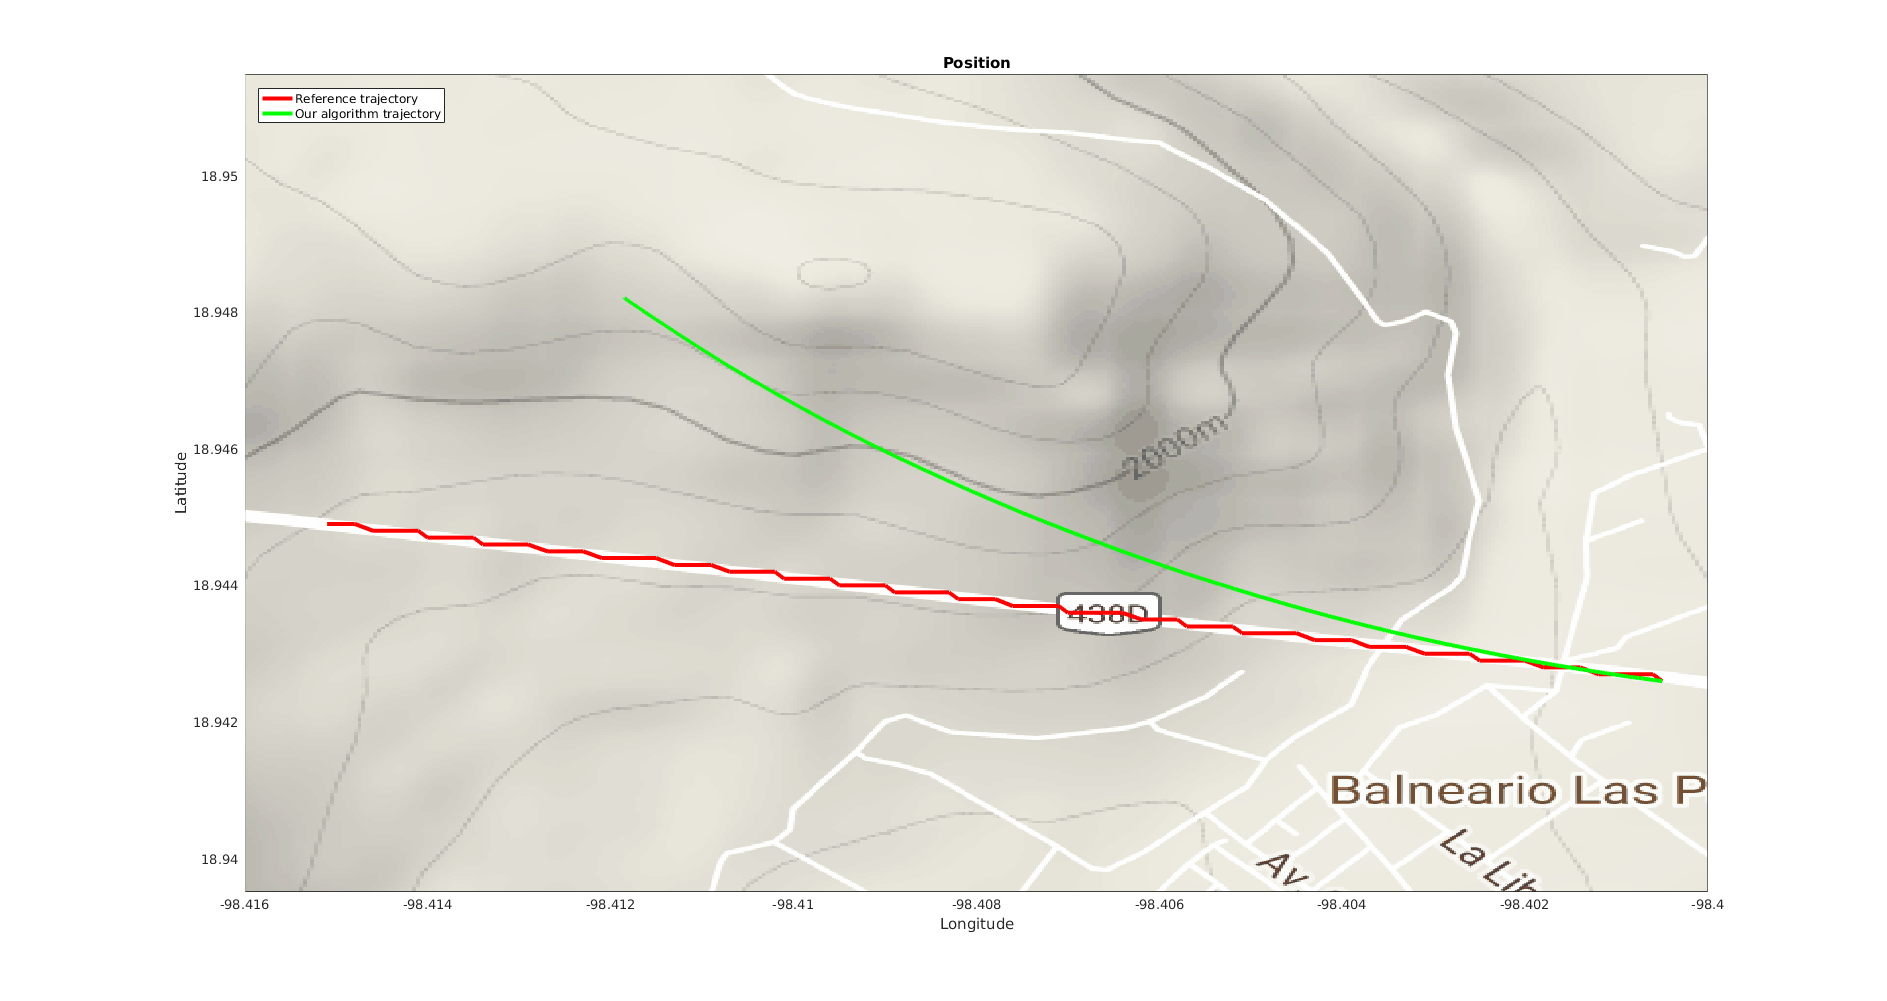 Position
Reference trajectory
Our algorithm trajectory
18.95
18.948
18.946
18.944
18.942
18.94
Latitude
2000m
438D
Balneario Las P
La Lib
Av
-98.416
-98.414
-98.412
-98.41
-98.408
-98.406
-98.404
-98.402
-98.4
Longitude